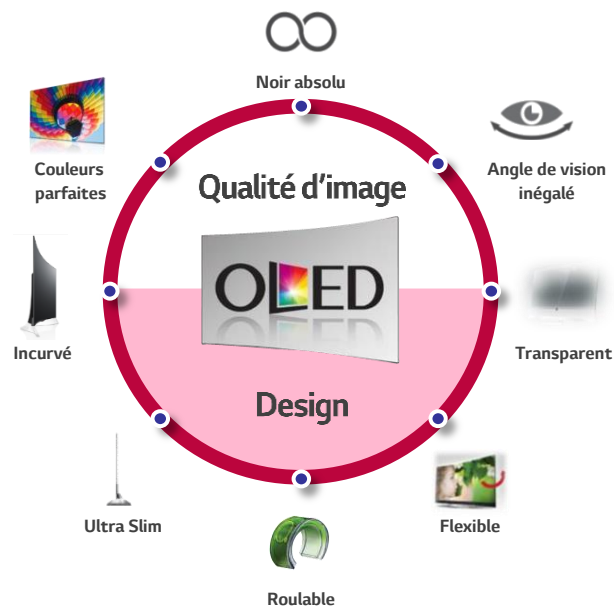 Noir absolu
Couleurs
parfaites
Angle de vision
inégalé
Qualité d’image
OLED
Incurvé
Transparent
Design
Ultra Slim
Flexible
Roulable